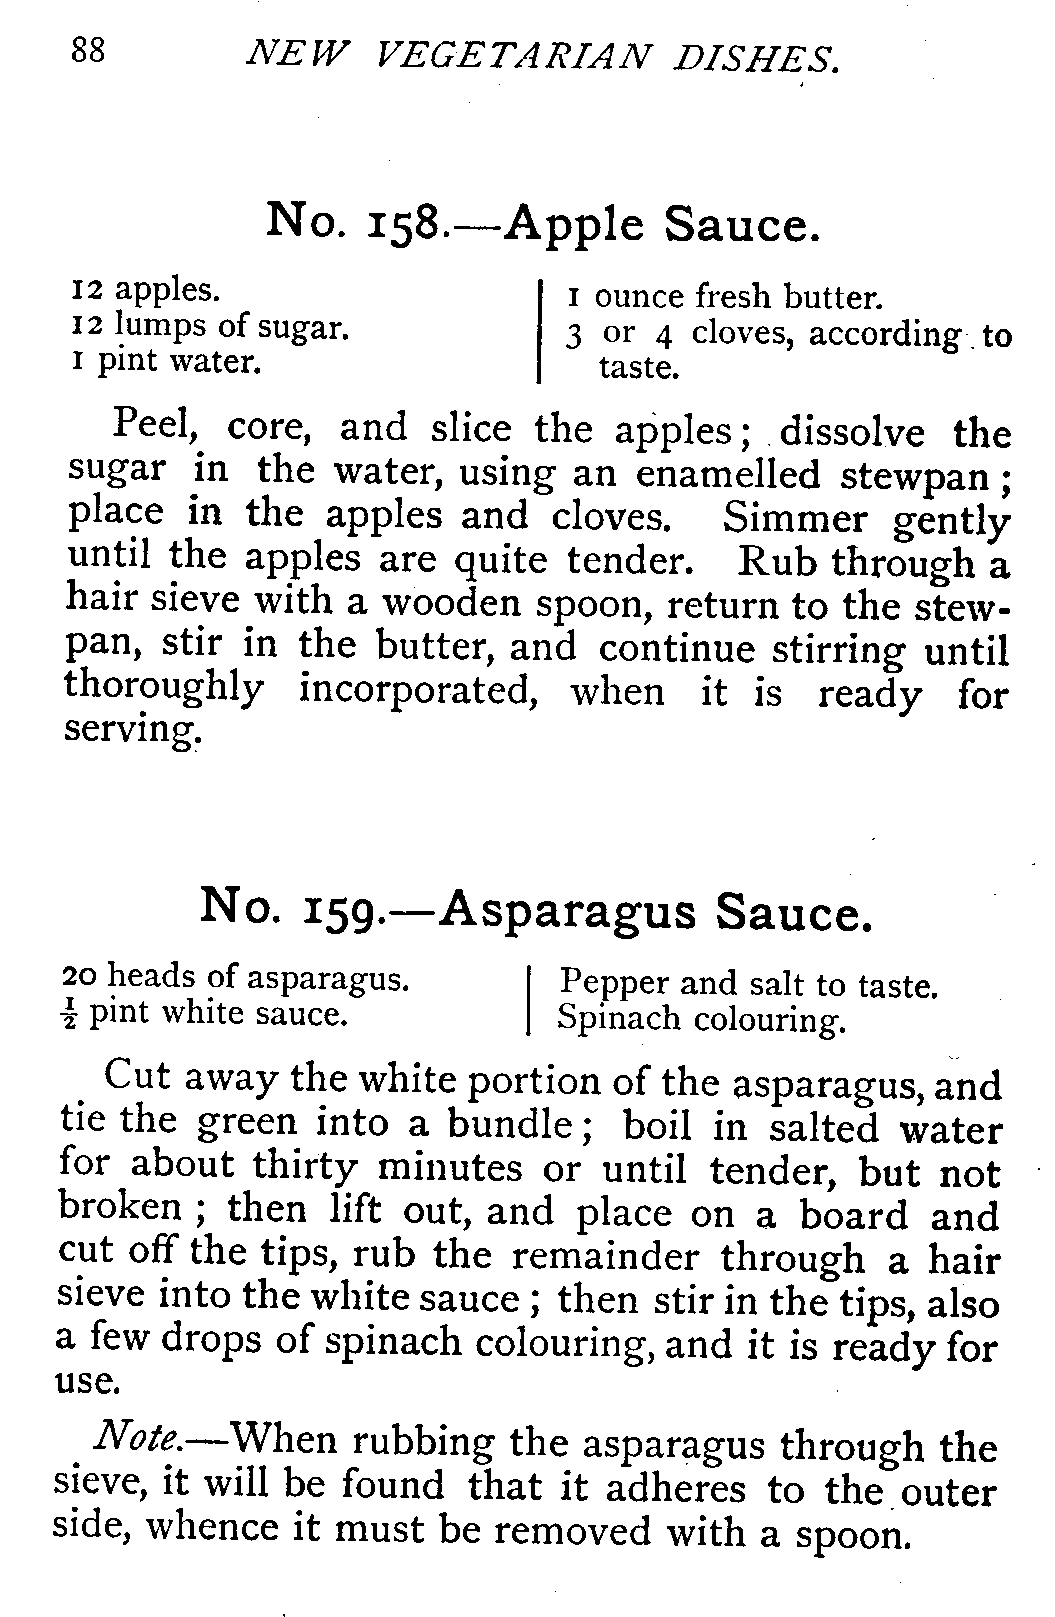 88 NEW VEGETARIAN DISHES.
No. 158.—Apple Sauce.
12 apples.
12 lumps of sugar.
1 pint water.
1 ounce fresh butter.
3 or 4 cloves, according to
taste.
Peel, core, and slice the apples; dissolve the
sugar in the water, using an enamelled stewpan;
place in the apples and cloves. Simmer gently
until the apples are quite tender. Rub through a
hair sieve with a wooden spoon, return to the stew-
pan, stir in the butter, and continue stirring until
thoroughly incorporated, when it is ready for
serving.
No. 159.—Asparagus Sauce.
20 heads of asparagus.
½ pint white sauce.
Pepper and salt to taste.
Spinach colouring.
Cut away the white portion of the asparagus, and
tie the green into a bundle; boil in salted water
for about thirty minutes or until tender, but not
broken; then lift out, and place on a board and
cut off the tips, rub the remainder through a hair
sieve into the white sauce; then stir in the tips, also
a few drops of spinach colouring, and it is ready for
use.
Note.—When rubbing the asparagus through the
sieve, it will be found that it adheres to the outer
side, whence it must be removed with a spoon.